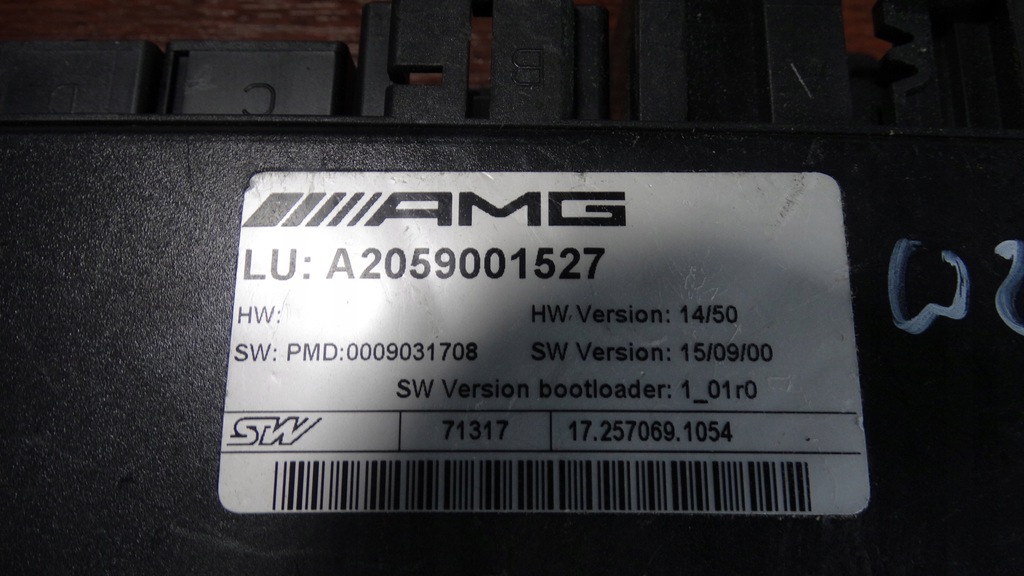 D C B
AMG
LU: A2059001527
HW: HW Version: 14/50
SW: PMD:0009031708 SW Version: 15/09/00
SW Version bootloader: 1_01r0
STW 71317 17.257069.1054